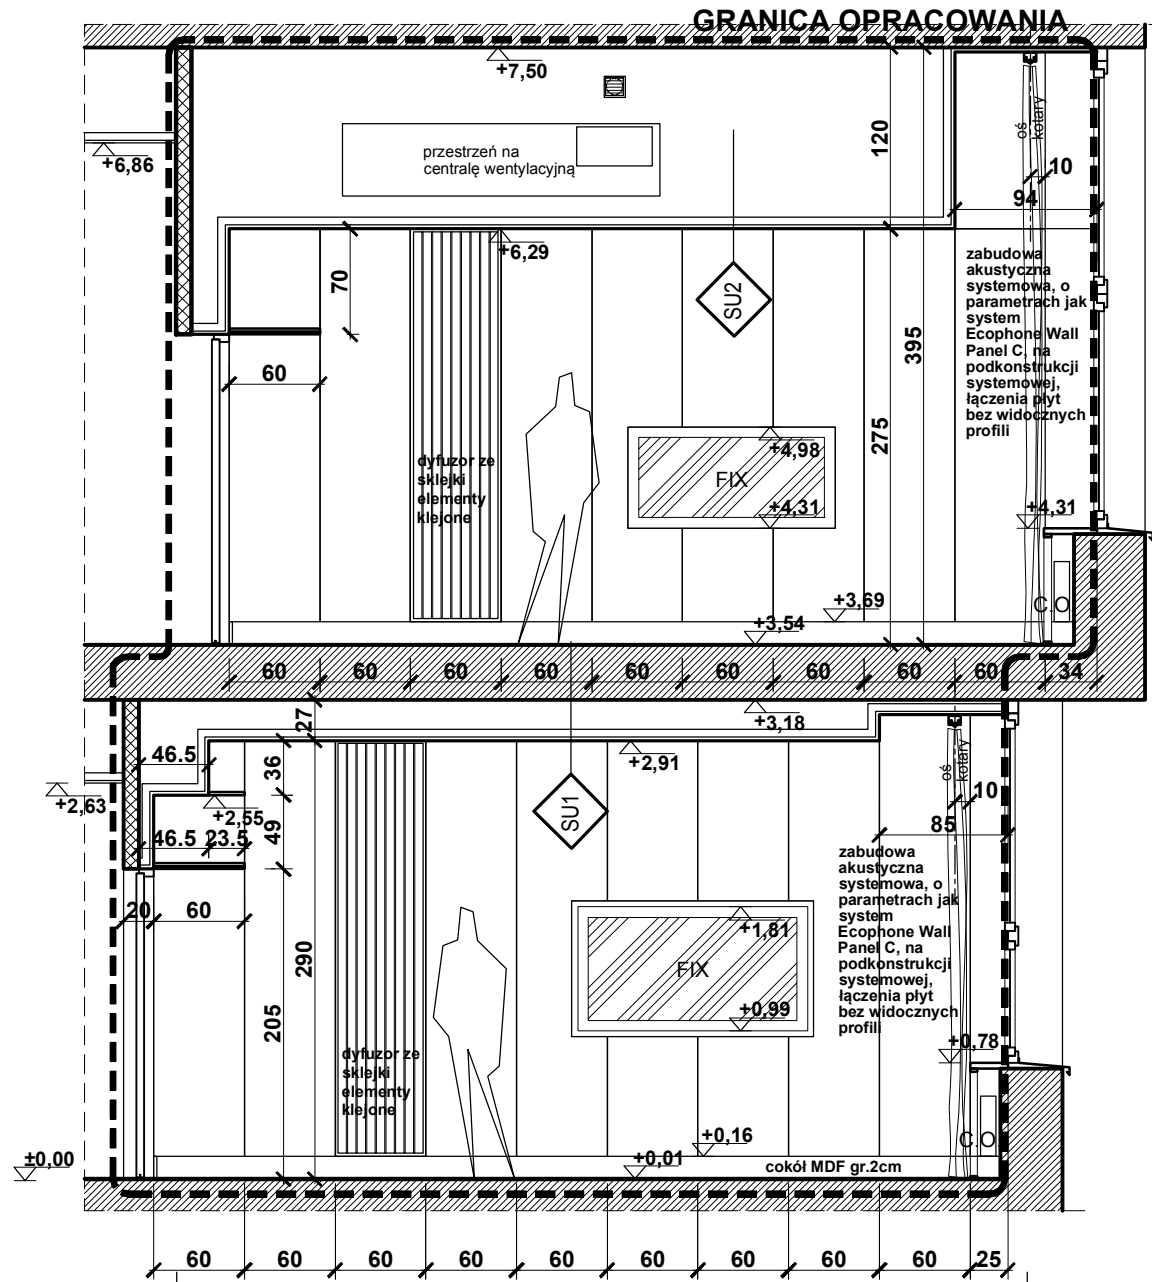 GRANICA OPRACOWANIA
+7,50
+6,86
przestrzeń na
centralę wentylacyjną
oś
kotary
120
10
94
+6,29
70
60
SU2
395
275
zabudowa
akustyczna
systemowa, o
parametrach jak
system
Ecophone Wall
Panel C, na
podkonstrukcji
systemowej,
łączenia płyt
bez widocznych
profili
dyfuzor ze
sklejki
elementy
klejone
+4,98
FIX
+4,31
+4,31
C.O
+3,69
+3,54
60 60 60 60 60 60 60 60 60 34
+3,18
27
+2,91
46.5
36
+2,63
+2,55
46.5 23.5
49
SU1
oś
kotary
10
85
20 60
zabudowa
akustyczna
systemowa, o
parametrach jak
system
Ecophone Wall
Panel C, na
podkonstrukcji
systemowej,
łączenia płyt
bez widocznych
profili
290
205
+1,81
FIX
+0,99
+0,78
dyfuzor ze
sklejki
elementy
klejone
C.O.
+0,16
+0,01
cokół MDF gr.2cm
±0,00
60 60 60 60 60 60 60 60 60 25